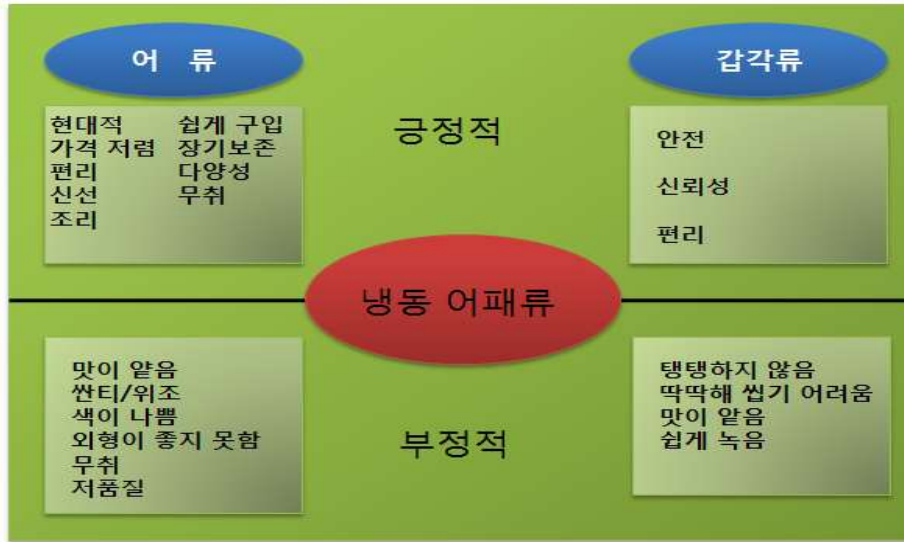 어 류
갑각류
현대적 쉽게 구입
가격 저렴 장기보존
편리 다양성
신선 무취
조리
긍정적
안전
신뢰성
편리
냉동 어패류
맛이 얕음
싼티/위조
색이 나쁨
외형이 좋지 못함
무취
저품질
부정적
탱탱하지 않음
딱딱해 씹기 어려움
맛이 얕음
쉽게 녹음